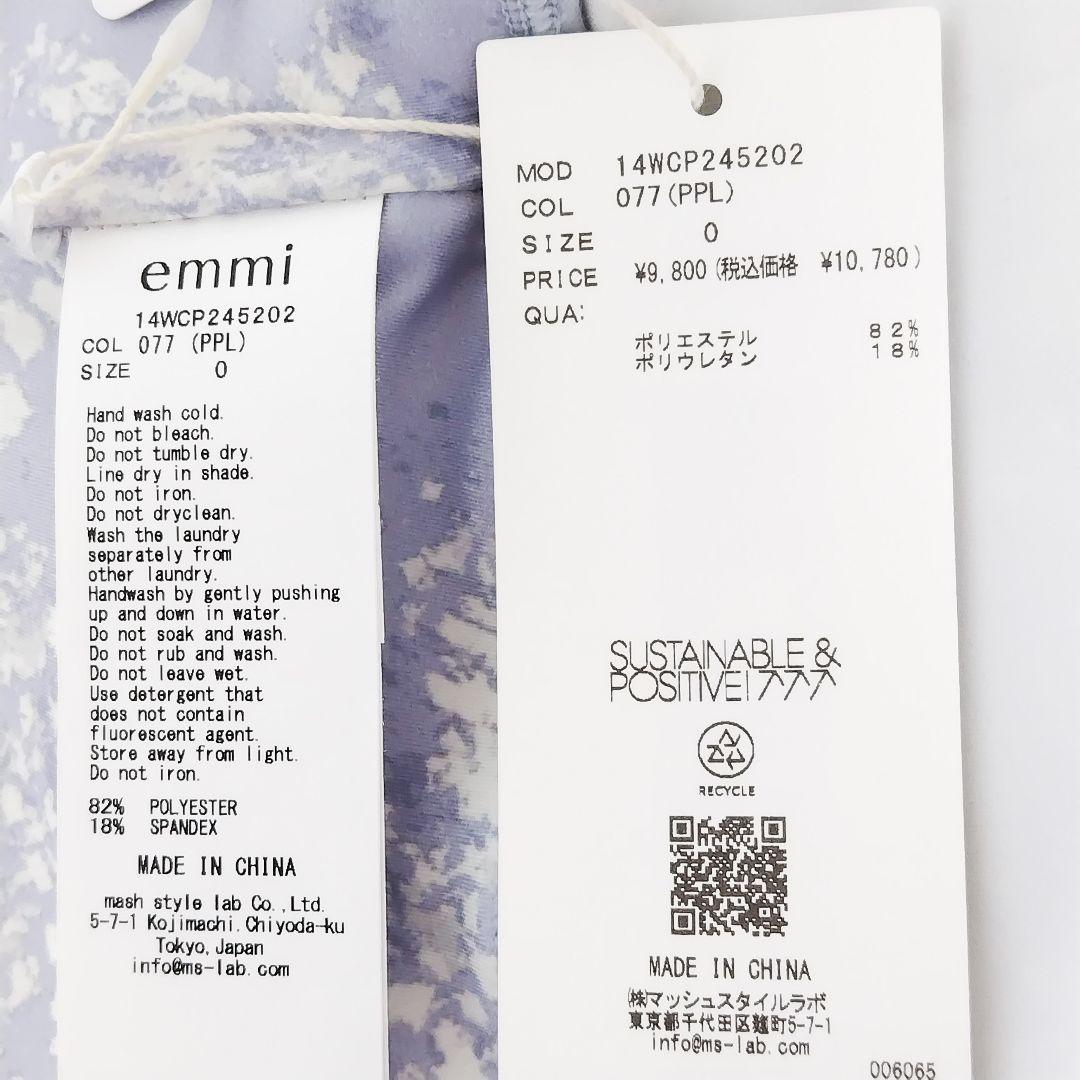 emmi
14WCP245202
COL 077 (PPL)
SIZE 0
Hand wash cold.
Do not bleach.
Do not tumble dry.
Line dry in shade.
Do not iron.
Do not dryclean.
Wash the laundry
separately from
other laundry.
Handwash by gently pushing
up and down in water.
Do not soak and wash.
Do not rub and wash.
Do not leave wet.
Use detergent that
does not contain
fluorescent agent.
Store away from light.
Do not iron.
82% POLYESTER
18% SPANDEX
MADE IN CHINA
mash style lab Co.,Ltd.
5-7-1 Kojimachi.Chiyoda-ku
Tokyo,Japan
info@ms-lab.com
MOD 14WCP245202
COL 077(PPL)
SIZE 0
PRICE ¥9,800(税込価格 ¥10,780)
QUA:
ポリエステル 82%
ポリウレタン 18%
SUSTAINABLE &
POSITIVE!
RECYCLE
MADE IN CHINA
(株)マッシュスタイルラボ
東京都千代田区麹町5-7-1
info@ms-lab.com
006065